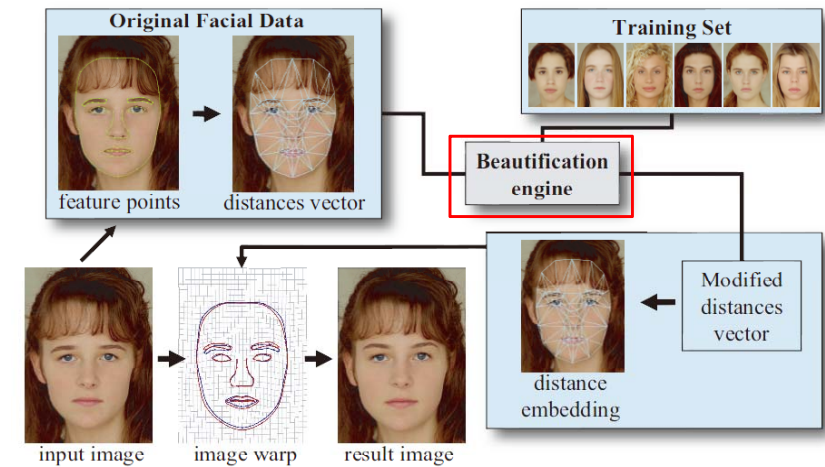 Original Facial Data
feature points
distances vector
Training Set
Beautification
engine
Modified
distances
vector
distance
embedding
input image
image warp
result image